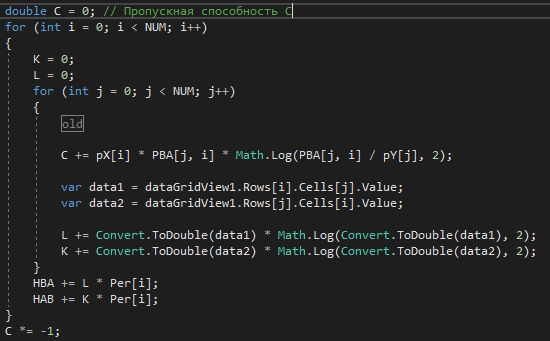 double C = 0; // Пропускная способность C
for (int i = 0; i < NUM; i++)
{
K = 0;
L = 0;
for (int j = 0; j < NUM; j++)
{
old
C += pX[i] * PBA[j, i] * Math.Log(PBA[j, i] / pY[j], 2);
var data1 = dataGridView1.Rows[i].Cells[j].Value;
var data2 = dataGridView1.Rows[j].Cells[i].Value;
L += Convert.ToDouble(data1) * Math.Log(Convert.ToDouble(data1), 2);
K += Convert.ToDouble(data2) * Math.Log(Convert.ToDouble(data2), 2);
}
HBA += L * Per[i];
HAB += K * Per[i];
}
C *= -1;